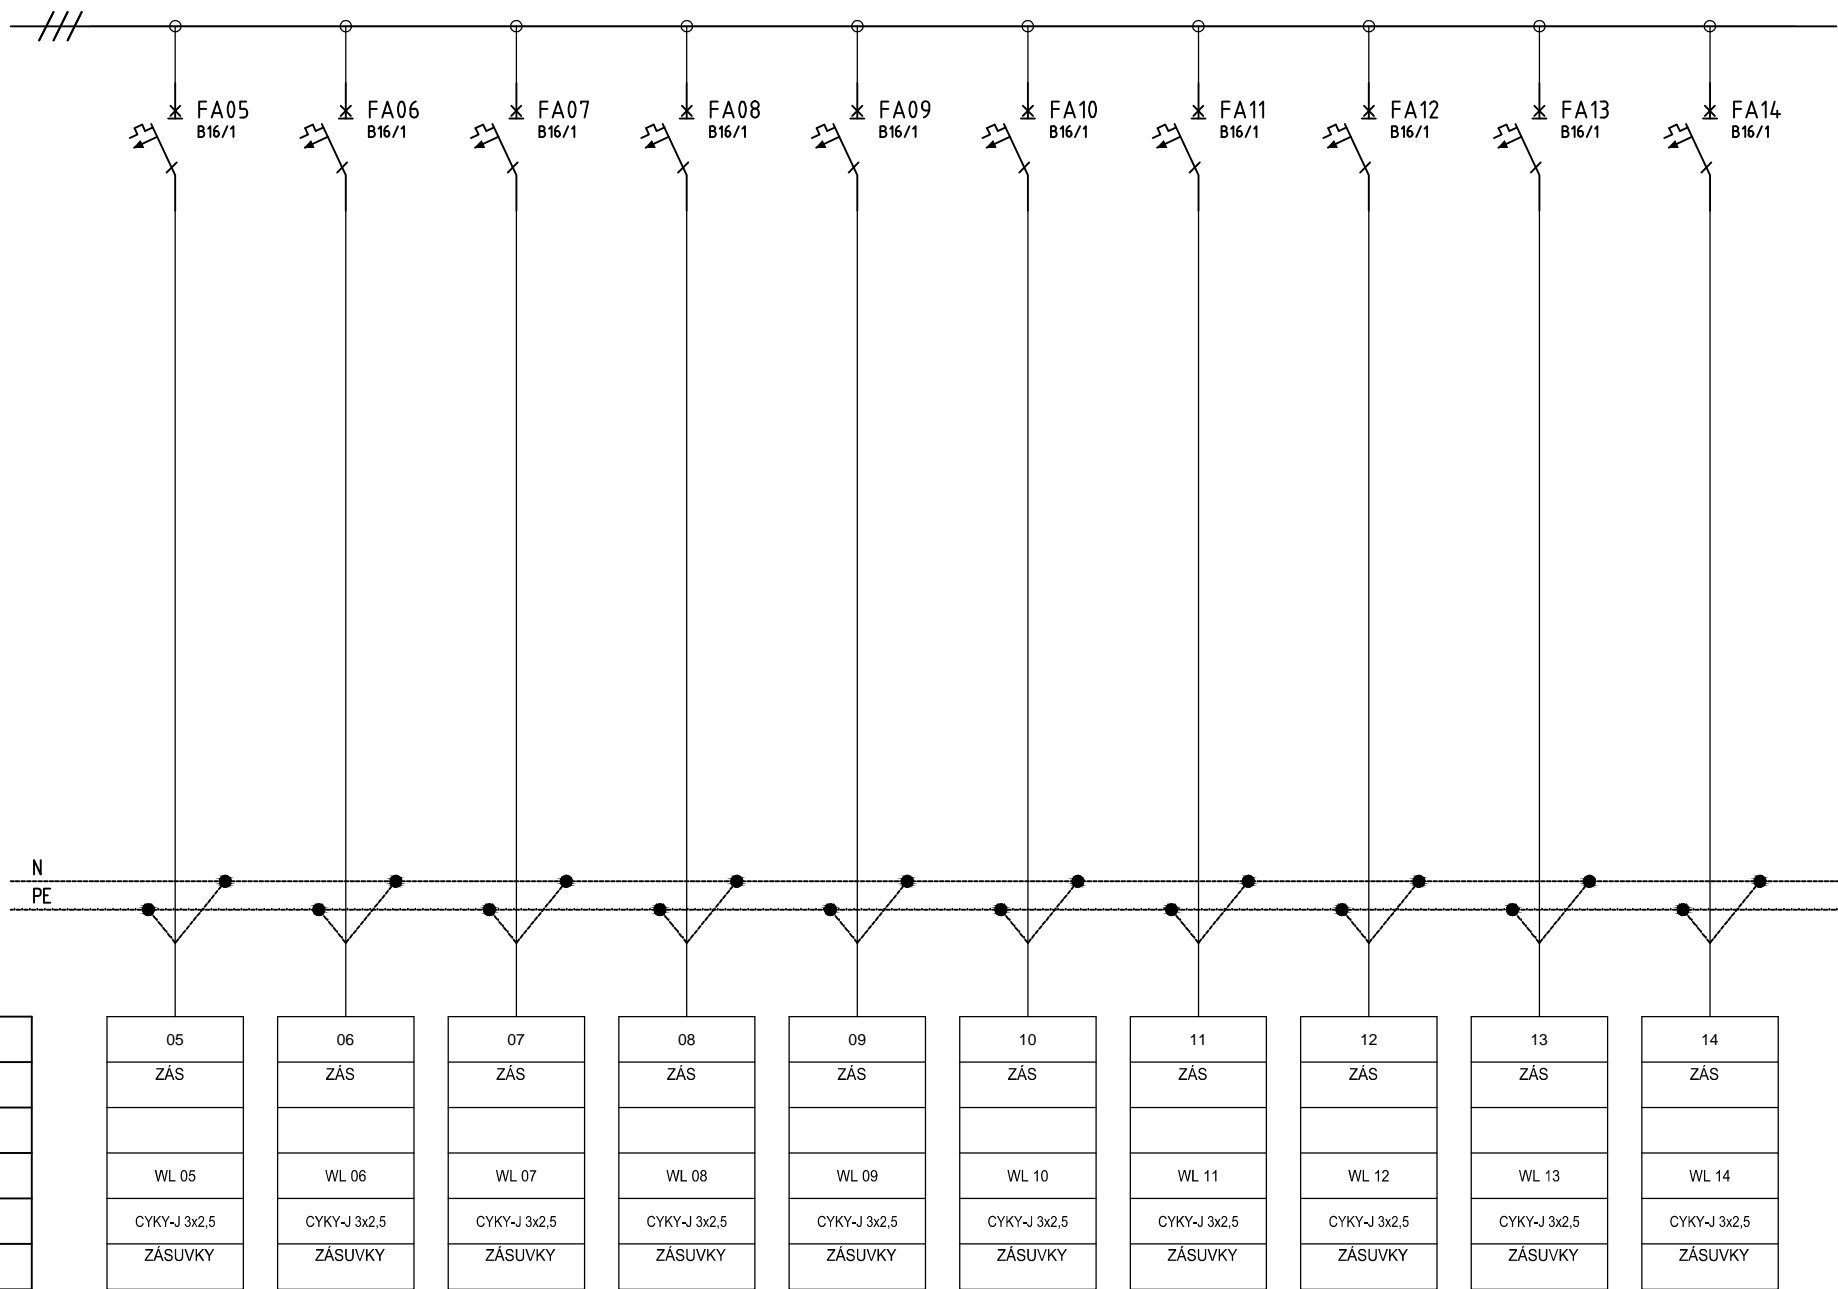 FA05 FA06 FA07 FA08 FA09 FA10 FA11 FA12 FA13 FA14
B16/1 B16/1 B16/1 B16/1 B16/1 B16/1 B16/1 B16/1 B16/1 B16/1
N
PE
05 06 07 08 09 10 11 12 13 14
ZÁS ZÁS ZÁS ZÁS ZÁS ZÁS ZÁS ZÁS ZÁS ZÁS
WL 05 WL 06 WL 07 WL 08 WL 09 WL 10 WL 11 WL 12 WL 13 WL 14
CYKY-J 3x2,5 CYKY-J 3x2,5 CYKY-J 3x2,5 CYKY-J 3x2,5 CYKY-J 3x2,5 CYKY-J 3x2,5 CYKY-J 3x2,5 CYKY-J 3x2,5 CYKY-J 3x2,5 CYKY-J 3x2,5
ZÁSUVKY ZÁSUVKY ZÁSUVKY ZÁSUVKY ZÁSUVKY ZÁSUVKY ZÁSUVKY ZÁSUVKY ZÁSUVKY ZÁSUVKY